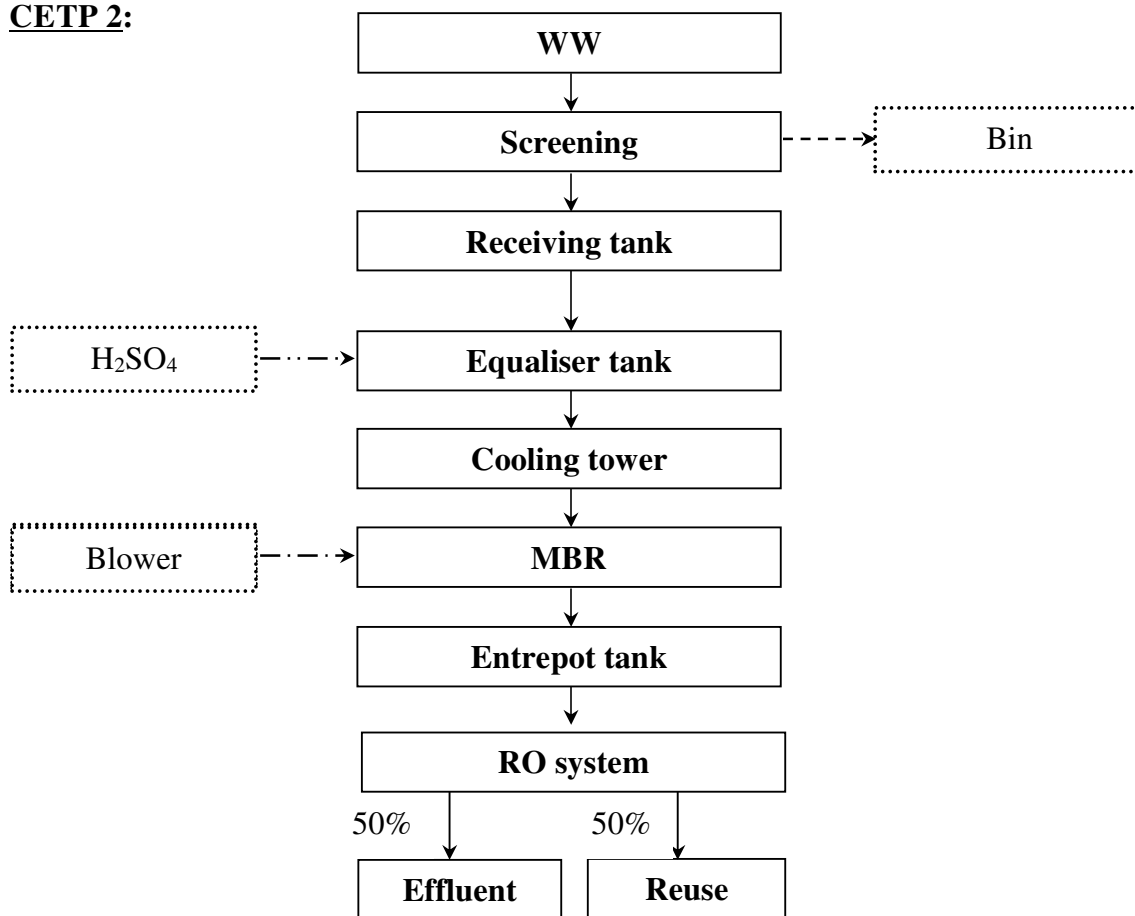 CETP 2:
WW
Screening
Bin
Receiving tank
H₂SO₄
Equaliser tank
Cooling tower
Blower
MBR
Entrepot tank
RO system
50%
50%
Effluent
Reuse